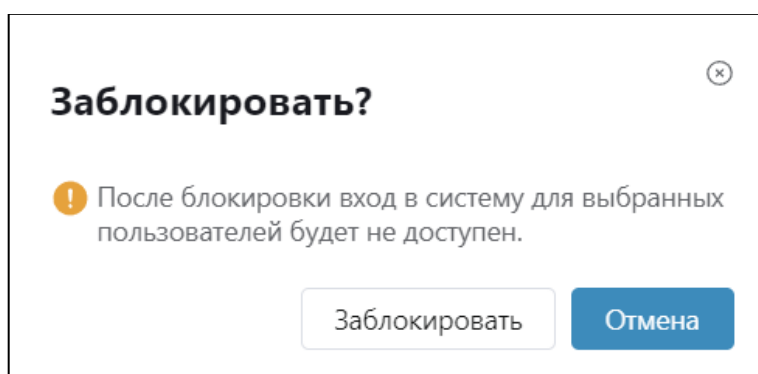 Заблокировать?
После блокировки вход в систему для выбранных
пользователей будет не доступен.
Заблокировать
Отмена